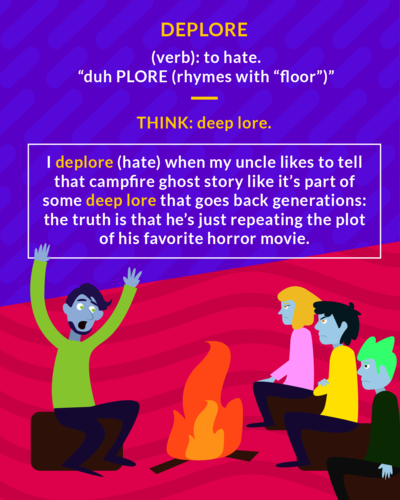 DEPLORE
(verb): to hate.
“duh PLORE (rhymes with “floor”)”
THINK: deep lore.
I deplore (hate) when my uncle likes to tell
that campfire ghost story like it’s part of
some deep lore that goes back generations:
the truth is that he’s just repeating the plot
of his favorite horror movie.